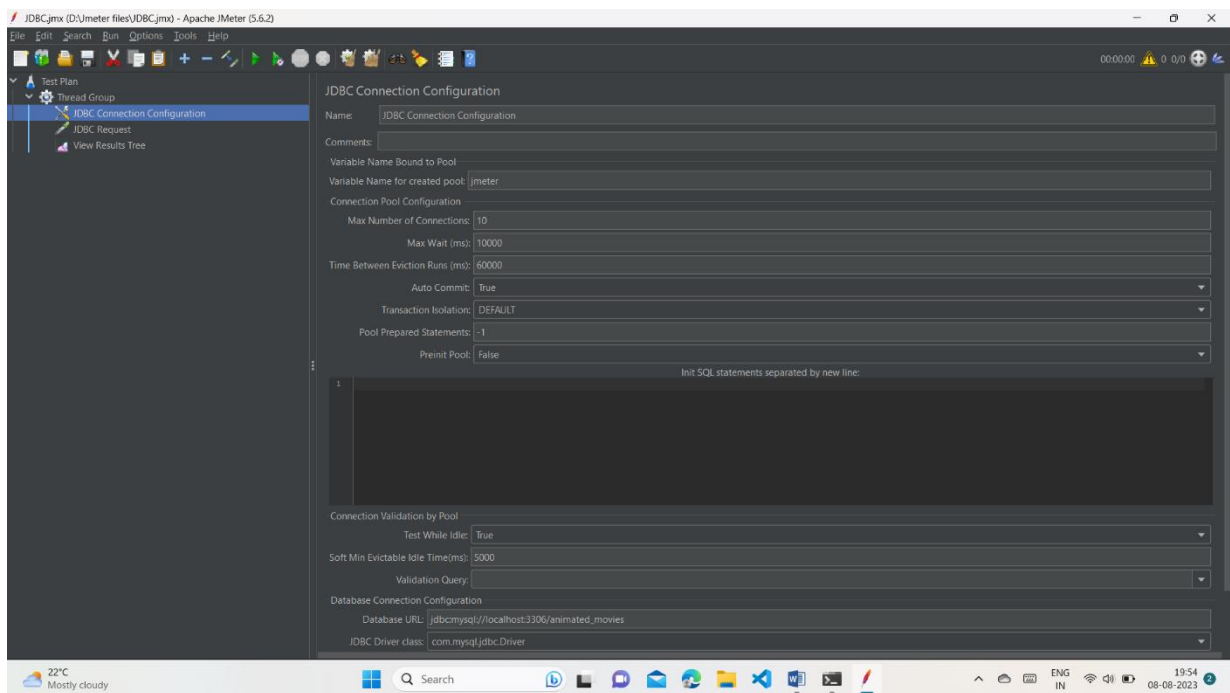 JDBC.jmx (D:\Jmeter files\JDBC.jmx) - Apache JMeter (5.6.2)
File Edit Search Run Options Tools Help
00:00:00 0 0/0
Test Plan
Thread Group
JDBC Connection Configuration
JDBC Request
View Results Tree
JDBC Connection Configuration
Name: JDBC Connection Configuration
Comments:
Variable Name Bound to Pool
Variable Name for created pool: jmeter
Connection Pool Configuration
Max Number of Connections: 10
Max Wait (ms): 10000
Time Between Eviction Runs (ms): 60000
Auto Commit: True
Transaction Isolation: DEFAULT
Pool Prepared Statements: -1
Preinit Pool: False
Init SQL statements separated by new line:
1
Connection Validation by Pool
Test While Idle: True
Soft Min Evictable Idle Time(ms): 5000
Validation Query:
Database Connection Configuration
Database URL: jdbc:mysql://localhost:3306/animated_movies
JDBC Driver class: com.mysql.jdbc.Driver
22°C
Mostly cloudy
Search
ENG
IN
19:54
08-08-2023
2